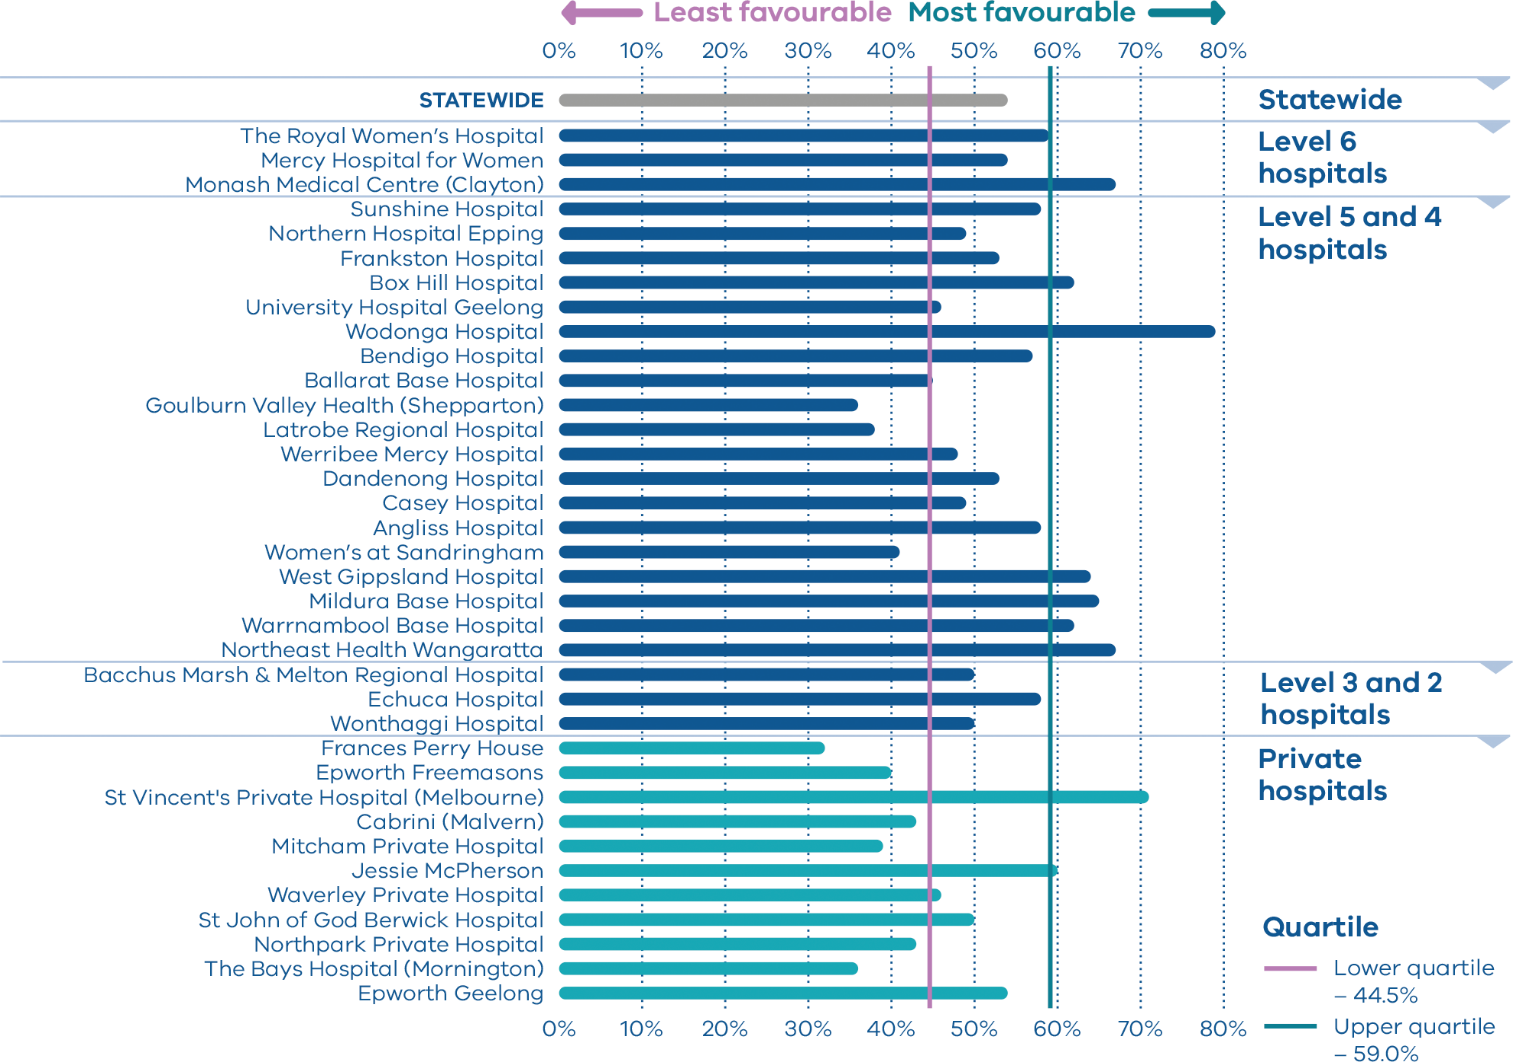 Least favourable Most favourable
0% 10% 20% 30% 40% 50% 60% 70% 80%
STATEWIDE
Statewide
The Royal Women's Hospital
Mercy Hospital for Women
Monash Medical Centre (Clayton)
Level 6
hospitals
Sunshine Hospital
Northern Hospital Epping
Frankston Hospital
Box Hill Hospital
University Hospital Geelong
Wodonga Hospital
Bendigo Hospital
Ballarat Base Hospital
Goulburn Valley Health (Shepparton)
Latrobe Regional Hospital
Werribee Mercy Hospital
Dandenong Hospital
Casey Hospital
Angliss Hospital
Women's at Sandringham
West Gippsland Hospital
Mildura Base Hospital
Warrnambool Base Hospital
Northeast Health Wangaratta
Level 5 and 4
hospitals
Bacchus Marsh & Melton Regional Hospital
Echuca Hospital
Wonthaggi Hospital
Level 3 and 2
hospitals
Frances Perry House
Epworth Freemasons
St Vincent's Private Hospital (Melbourne)
Cabrini (Malvern)
Mitcham Private Hospital
Jessie McPherson
Waverley Private Hospital
St John of God Berwick Hospital
Northpark Private Hospital
The Bays Hospital (Mornington)
Epworth Geelong
Private
hospitals
0% 10% 20% 30% 40% 50% 60% 70% 80%
Quartile
Lower quartile
– 44.5%
Upper quartile
– 59.0%